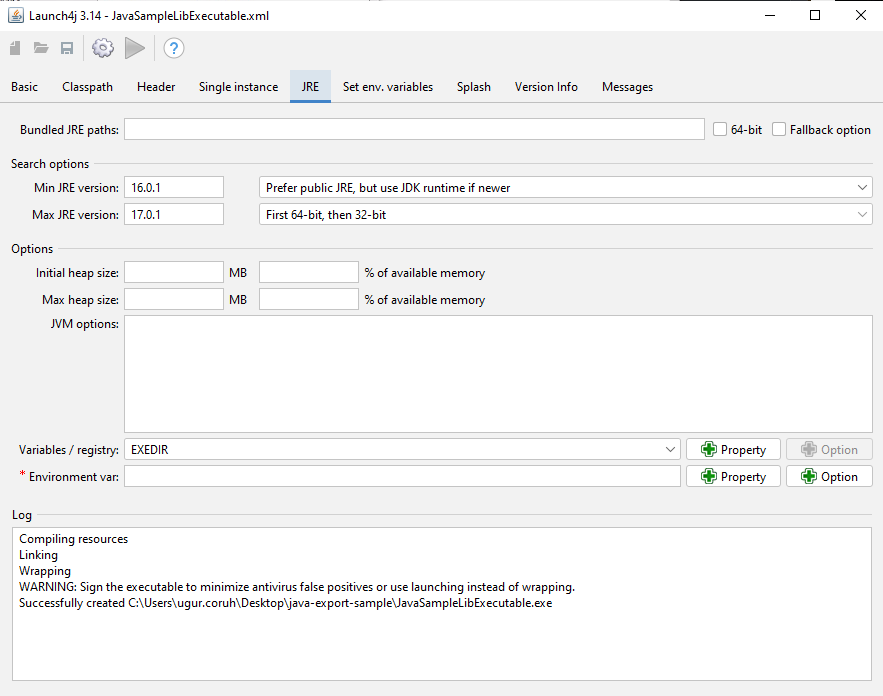 Launch4j 3.14 - JavaSampleLibExecutable.xml
?
Basic Classpath Header Single instance JRE Set env. variables Splash Version Info Messages
Bundled JRE paths: 64-bit Fallback option
Search options
Min JRE version: 16.0.1 Prefer public JRE, but use JDK runtime if newer
Max JRE version: 17.0.1 First 64-bit, then 32-bit
Options
Initial heap size: MB % of available memory
Max heap size: MB % of available memory
JVM options:
Variables / registry: EXEDIR Property Option
* Environment var: Property Option
Log
Compiling resources
Linking
Wrapping
WARNING: Sign the executable to minimize antivirus false positives or use launching instead of wrapping.
Successfully created C:\Users\ugur.coruh\Desktop\java-export-sample\JavaSampleLibExecutable.exe